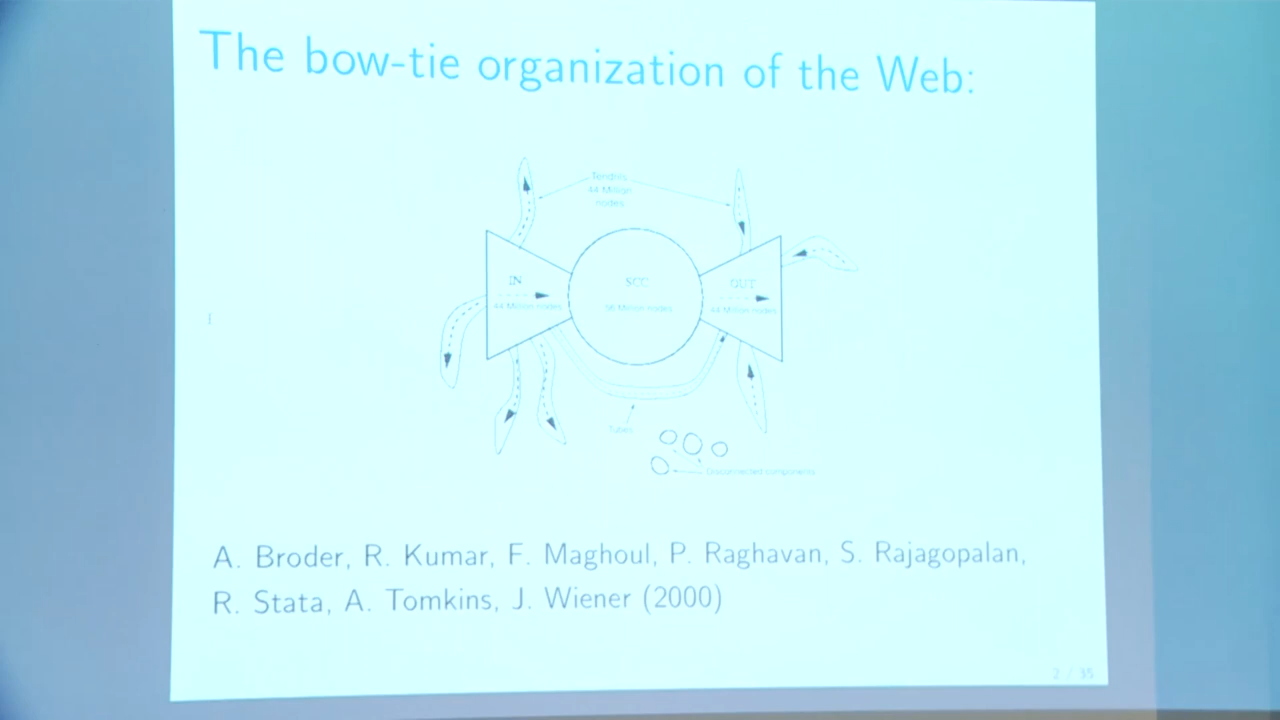 The bow-tie organization of the Web:
Tendrils
44 Million
nodes
IN
44 Million nodes
SCC
56 Million nodes
OUT
44 Million nodes
Tubes
Disconnected components
A. Broder, R. Kumar, F. Maghoul, P. Raghavan, S. Rajagopalan,
R. Stata, A. Tomkins, J. Wiener (2000)
2 / 35